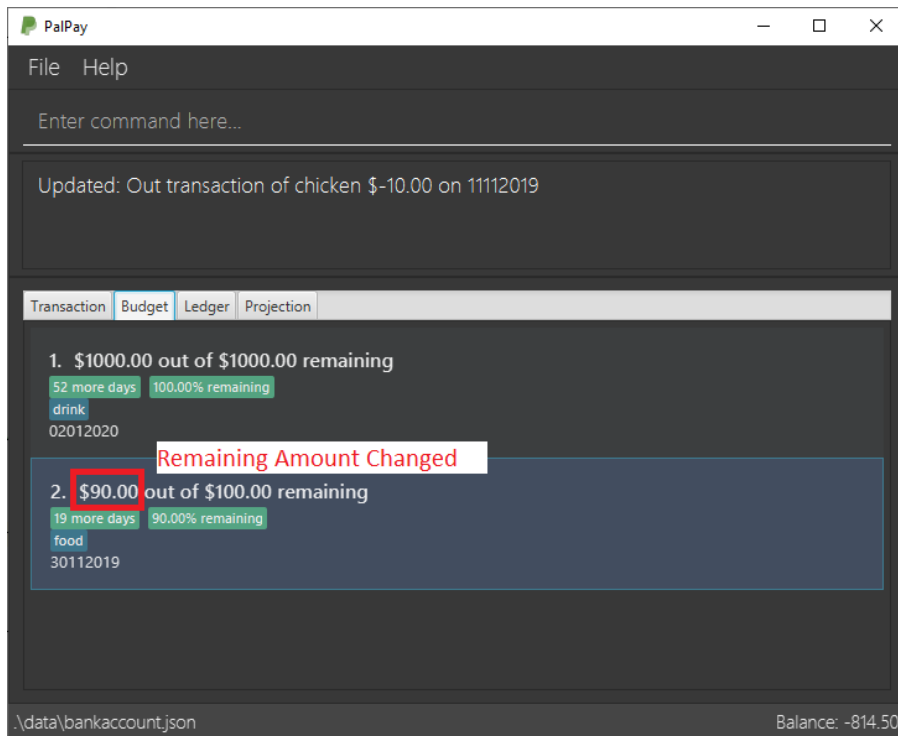 PalPay
File Help
Enter command here...
Updated: Out transaction of chicken $-10.00 on 11112019
Transaction Budget Ledger Projection
1. $1000.00 out of $1000.00 remaining
52 more days 100.00% remaining
drink
02012020
Remaining Amount Changed
2. $90.00 out of $100.00 remaining
19 more days 90.00% remaining
food
30112019
.\data\bankaccount.json Balance: -814.50